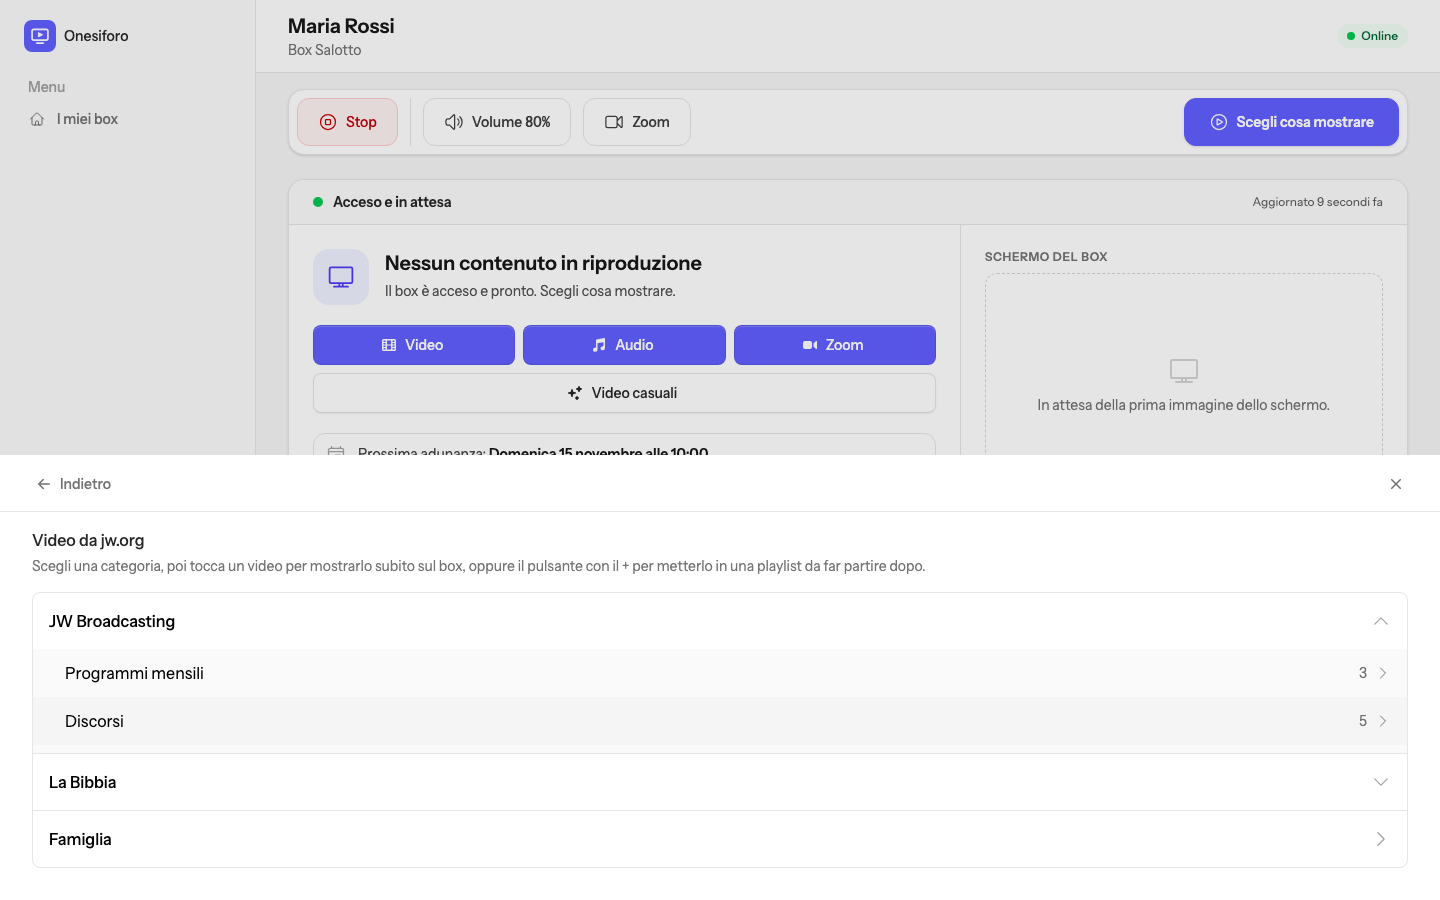 Onesiforo
Menu
I miei box
Maria Rossi
Box Salotto
Online
Stop
Volume 80%
Zoom
Scegli cosa mostrare
Acceso e in attesa
Aggiornato 9 secondi fa
Nessun contenuto in riproduzione
Il box è acceso e pronto. Scegli cosa mostrare.
Video
Audio
Zoom
Video casuali
Prossima adunanza: Domenica 15 novembre alle 10:00
SCHERMO DEL BOX
In attesa della prima immagine dello schermo.
Indietro
Video da jw.org
Scegli una categoria, poi tocca un video per mostrarlo subito sul box, oppure il pulsante con il + per metterlo in una playlist da far partire dopo.
JW Broadcasting
Programmi mensili
3
Discorsi
5
La Bibbia
Famiglia